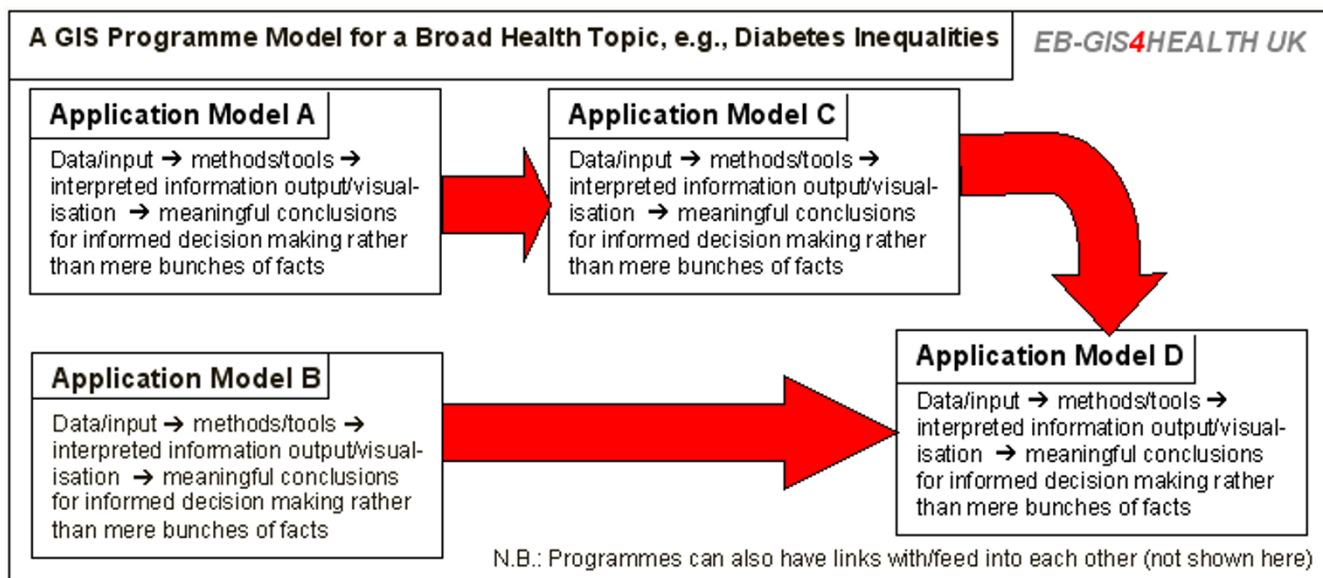 A GIS Programme Model for a Broad Health Topic, e.g., Diabetes Inequalities
EB-GIS4HEALTH UK
Application Model A
Data/input → methods/tools →
interpreted information output/visual-
isation → meaningful conclusions
for informed decision making rather
than mere bunches of facts
Application Model C
Data/input → methods/tools →
interpreted information output/visual-
isation → meaningful conclusions
for informed decision making rather
than mere bunches of facts
Application Model B
Data/input → methods/tools →
interpreted information output/visual-
isation → meaningful conclusions
for informed decision making rather
than mere bunches of facts
Application Model D
Data/input → methods/tools →
interpreted information output/visual-
isation → meaningful conclusions
for informed decision making rather
than mere bunches of facts
N.B.: Programmes can also have links with/feed into each other (not shown here)